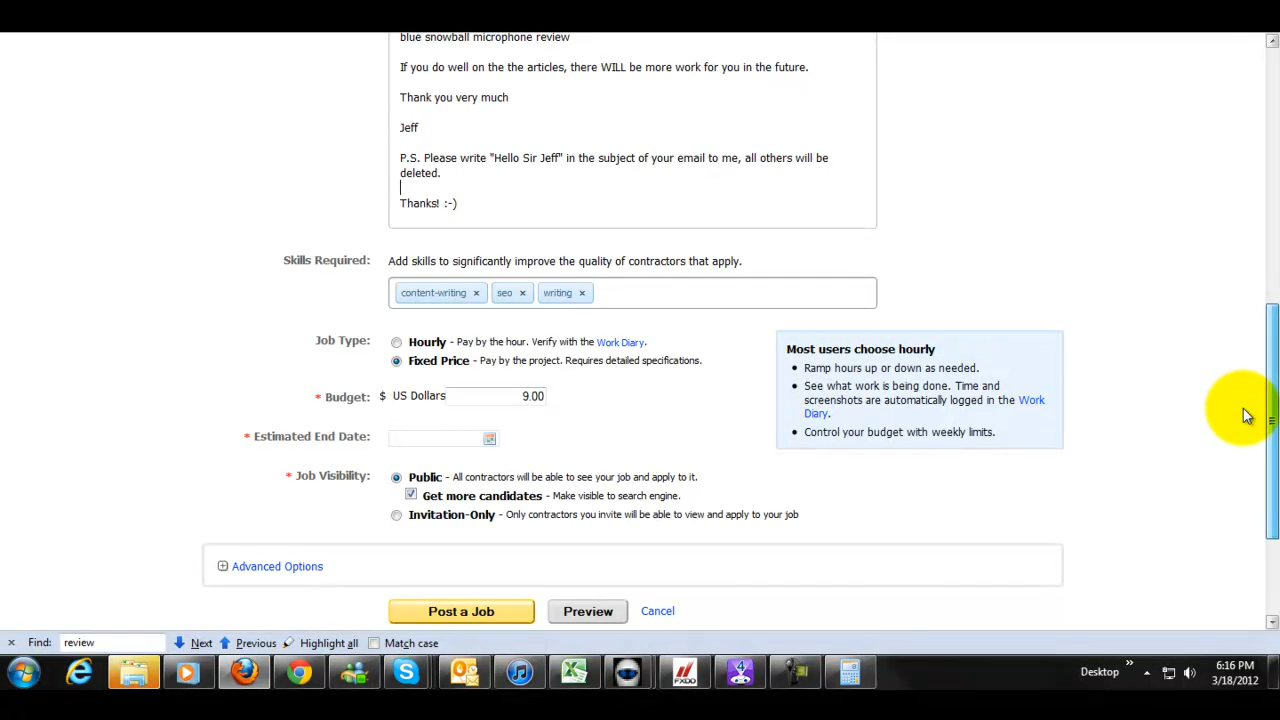 blue snowball microphone review
If you do well on the the articles, there WILL be more work for you in the future.
Thank you very much
Jeff
P.S. Please write "Hello Sir Jeff" in the subject of your email to me, all others will be
deleted.
Thanks! :-)
Skills Required: Add skills to significantly improve the quality of contractors that apply.
content-writing × seo × writing ×
Job Type: Hourly - Pay by the hour. Verify with the Work Diary.
Fixed Price - Pay by the project. Requires detailed specifications.
Most users choose hourly
• Ramp hours up or down as needed.
• See what work is being done. Time and
screenshots are automatically logged in the Work
Diary.
• Control your budget with weekly limits.
* Budget: $ US Dollars 9.00
* Estimated End Date:
* Job Visibility: Public - All contractors will be able to see your job and apply to it.
Get more candidates - Make visible to search engine.
Invitation-Only - Only contractors you invite will be able to view and apply to your job
Advanced Options
Post a Job Preview Cancel
× Find: review Next Previous Highlight all Match case
FXDD 4 Desktop » 6:16 PM
3/18/2012